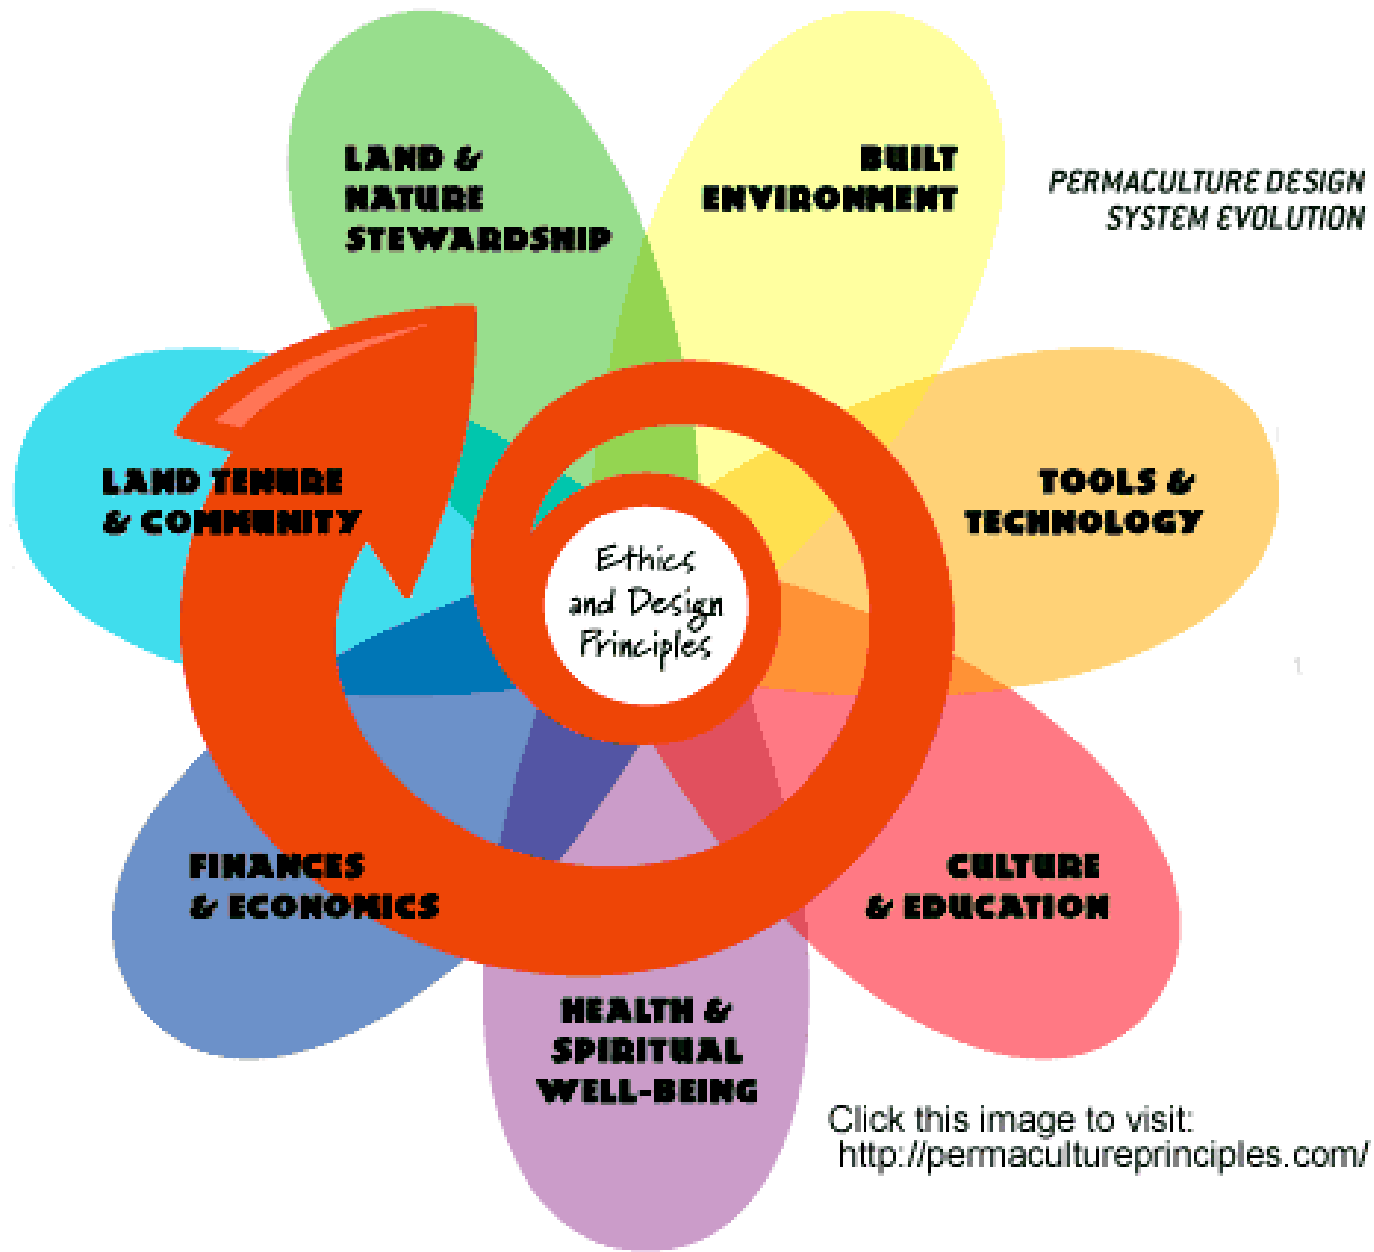 LAND &
NATURE
STEWARDSHIP
BUILT
ENVIRONMENT
PERMACULTURE DESIGN
SYSTEM EVOLUTION
LAND TENURE
& COMMUNITY
TOOLS &
TECHNOLOGY
Ethics
and Design
Principles
FINANCES
& ECONOMICS
CULTURE
& EDUCATION
HEALTH &
SPIRITUAL
WELL-BEING
Click this image to visit:
http://permacultureprinciples.com/